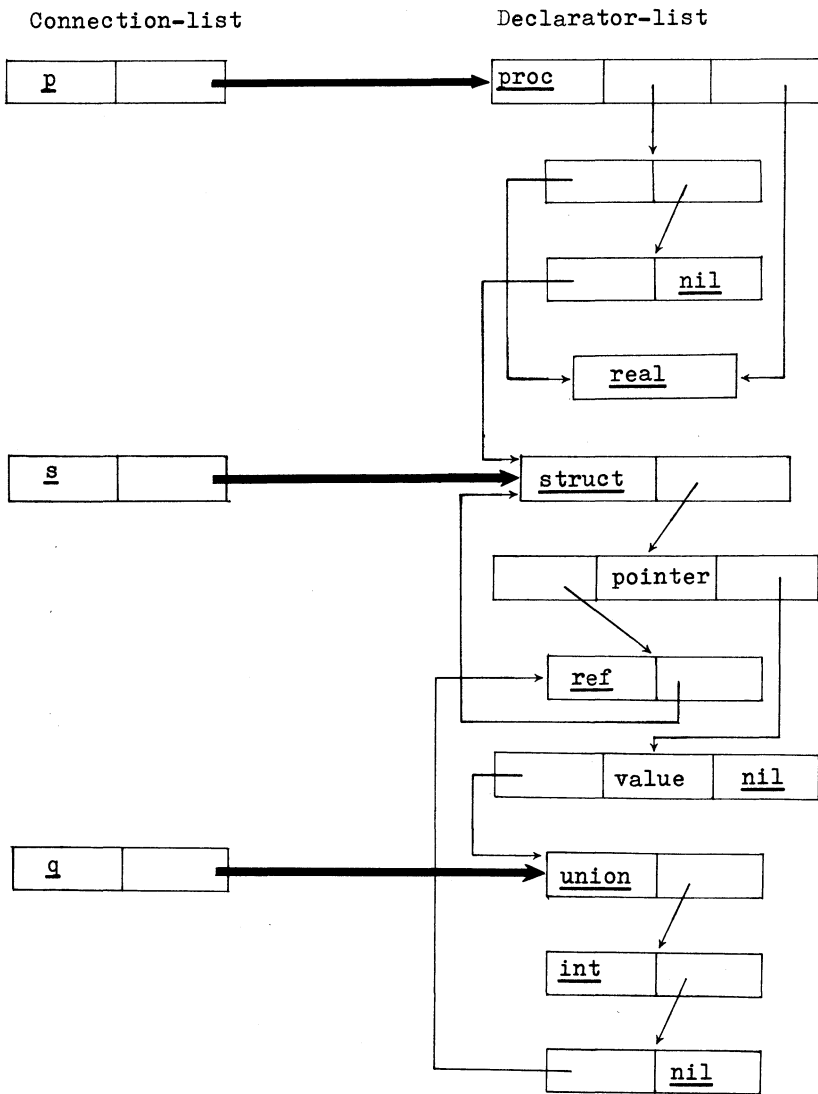 Connection-list Declarator-list
p proc
nil
real
s struct
pointer
ref
value nil
q union
int
nil